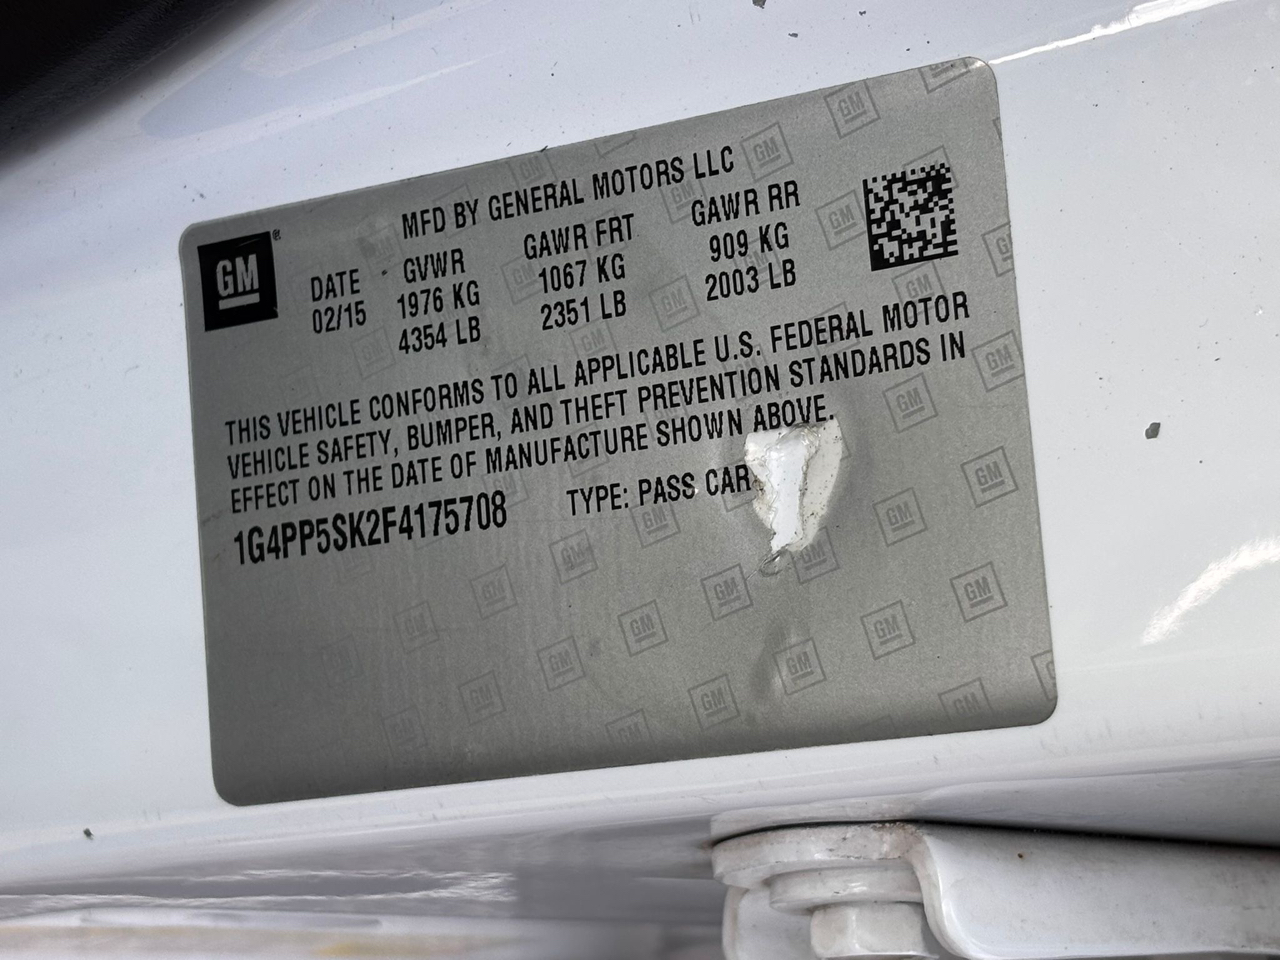 MFD BY GENERAL MOTORS LLC
GM®
DATE GVWR GAWR FRT GAWR RR
02/15 1976 KG 1067 KG 909 KG
4354 LB 2351 LB 2003 LB
THIS VEHICLE CONFORMS TO ALL APPLICABLE U.S. FEDERAL MOTOR
VEHICLE SAFETY, BUMPER, AND THEFT PREVENTION STANDARDS IN
EFFECT ON THE DATE OF MANUFACTURE SHOWN ABOVE.
1G4PP5SK2F4175708 TYPE: PASS CAR